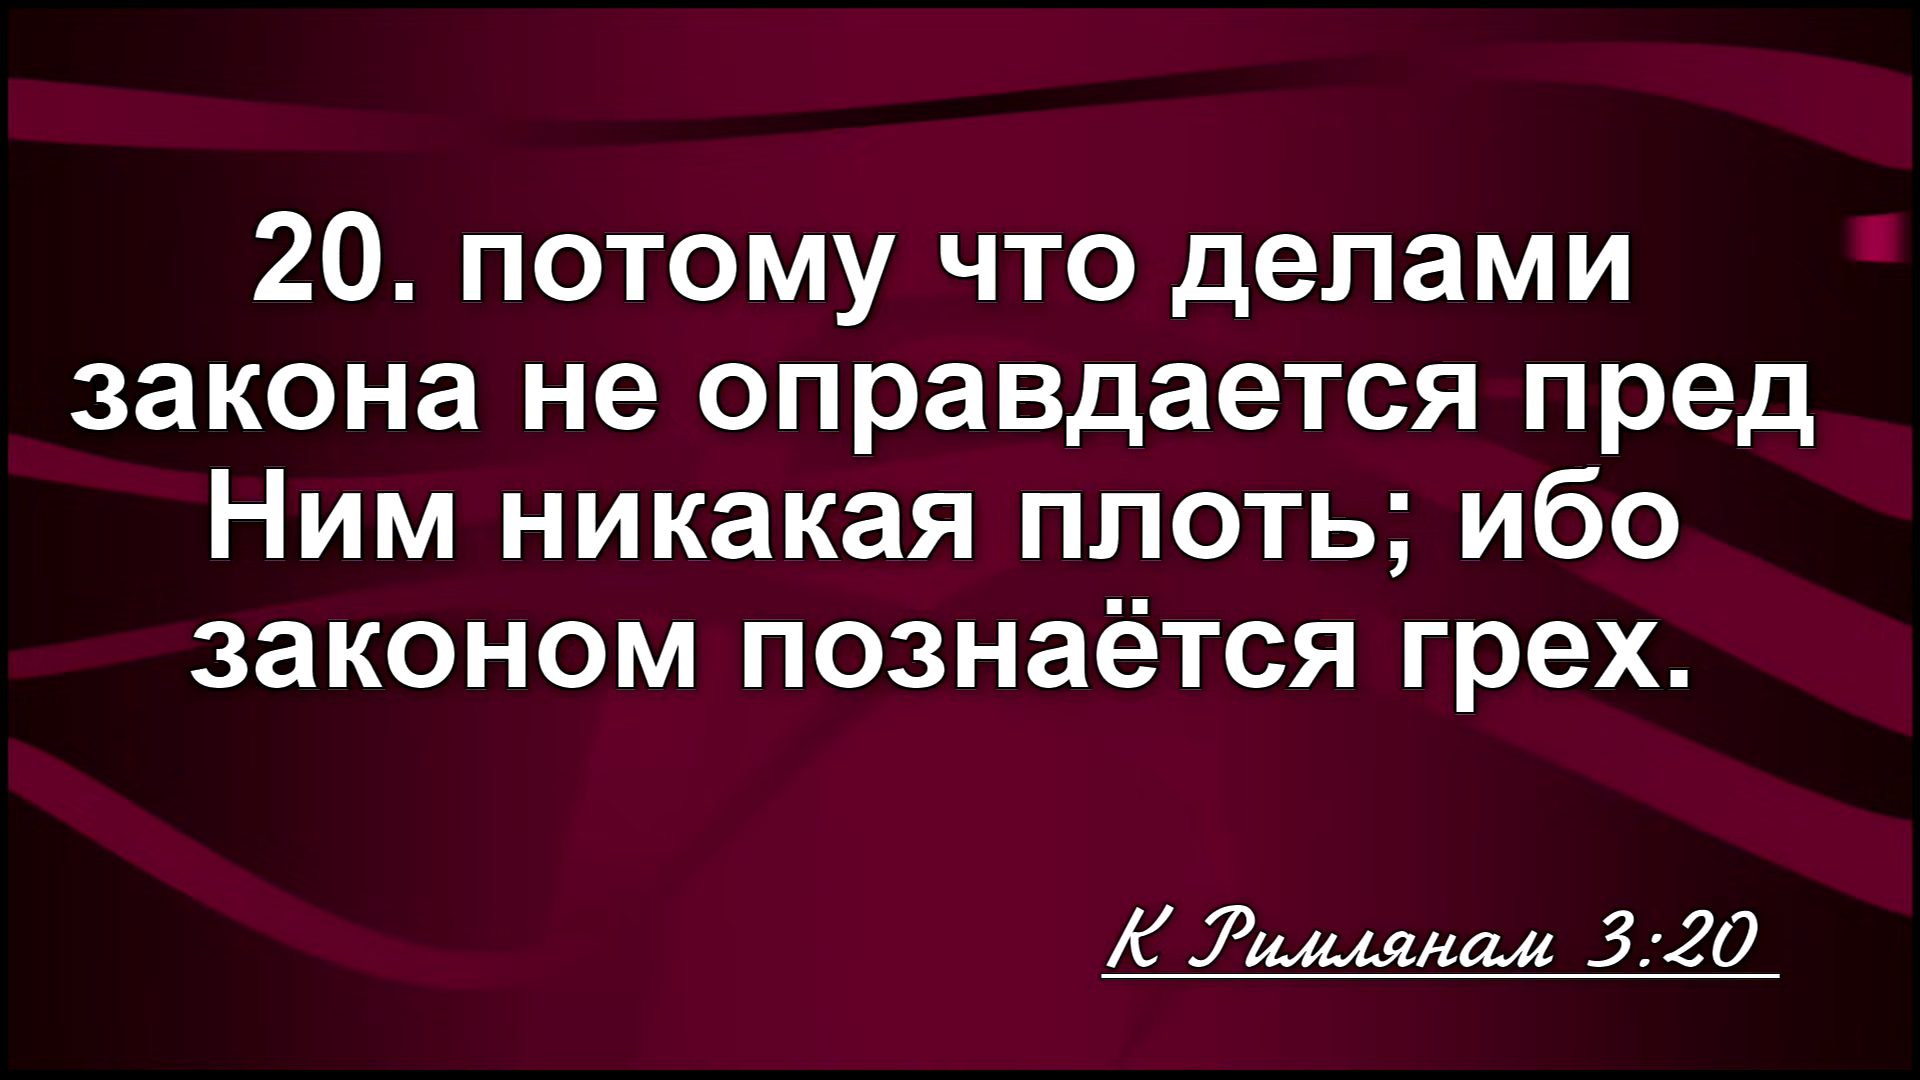 20. потому что делами
закона не оправдается пред
Ним никакая плоть; ибо
законом познаётся грех.
К Римлянам 3:20